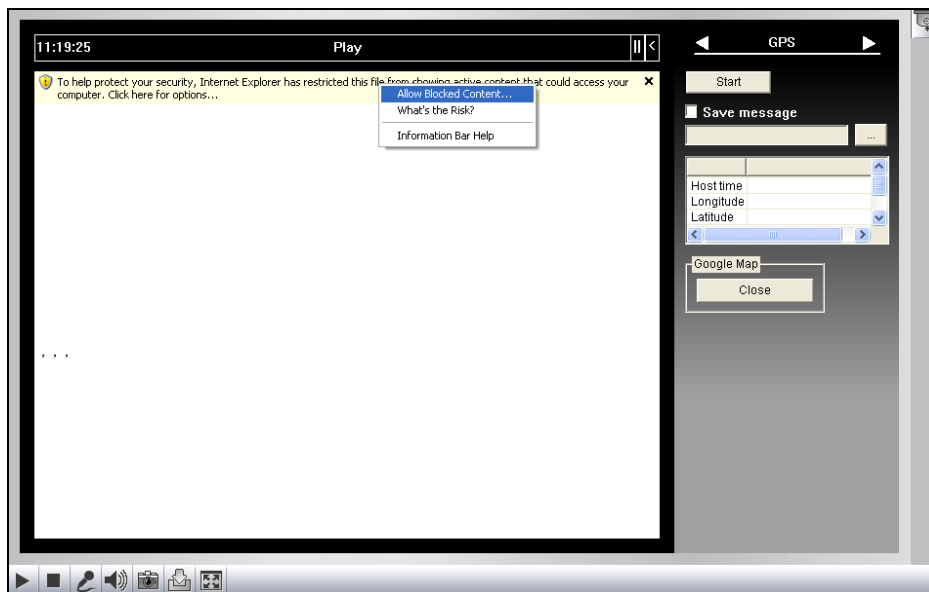 11:19:25 Play || <
GPS
To help protect your security, Internet Explorer has restricted this file from showing active content that could access your
computer. Click here for options...
Allow Blocked Content...
What's the Risk?
Information Bar Help
Start
Save message
...
Host time
Longitude
Latitude
Google Map
Close
, , ,